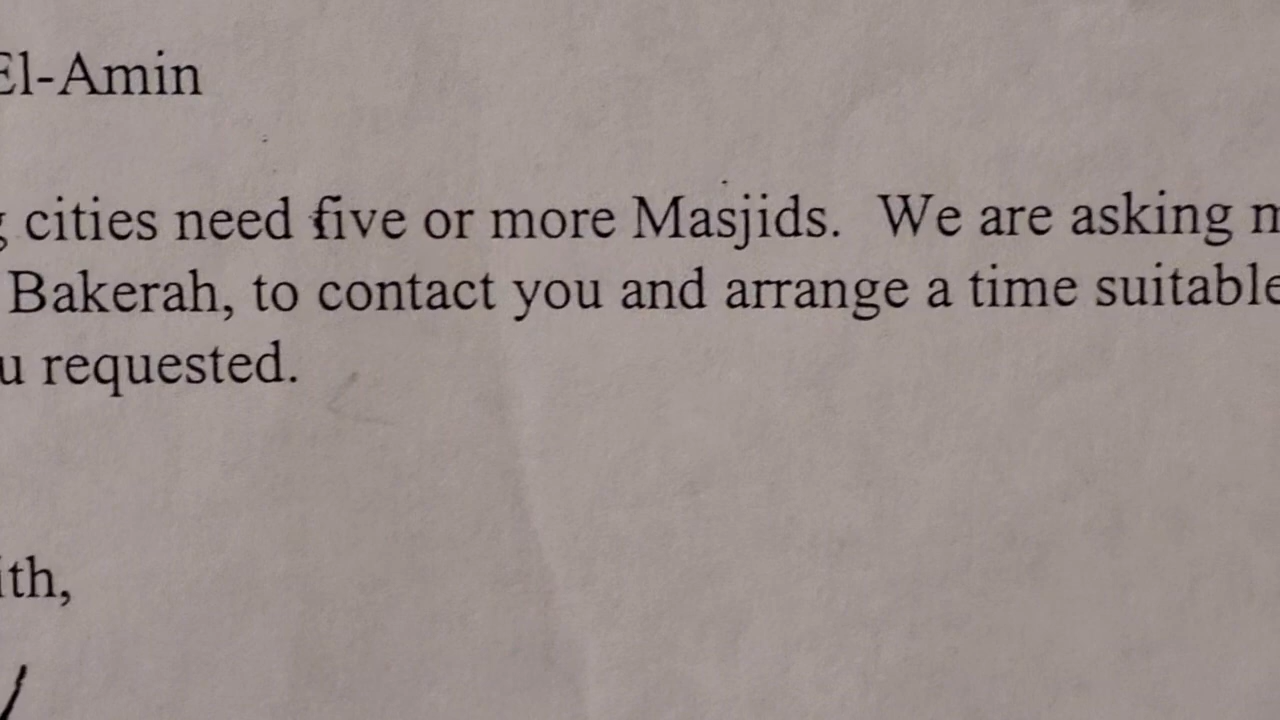 El-Amin
cities need five or more Masjids. We are asking
Bakerah, to contact you and arrange a time suitable
requested.